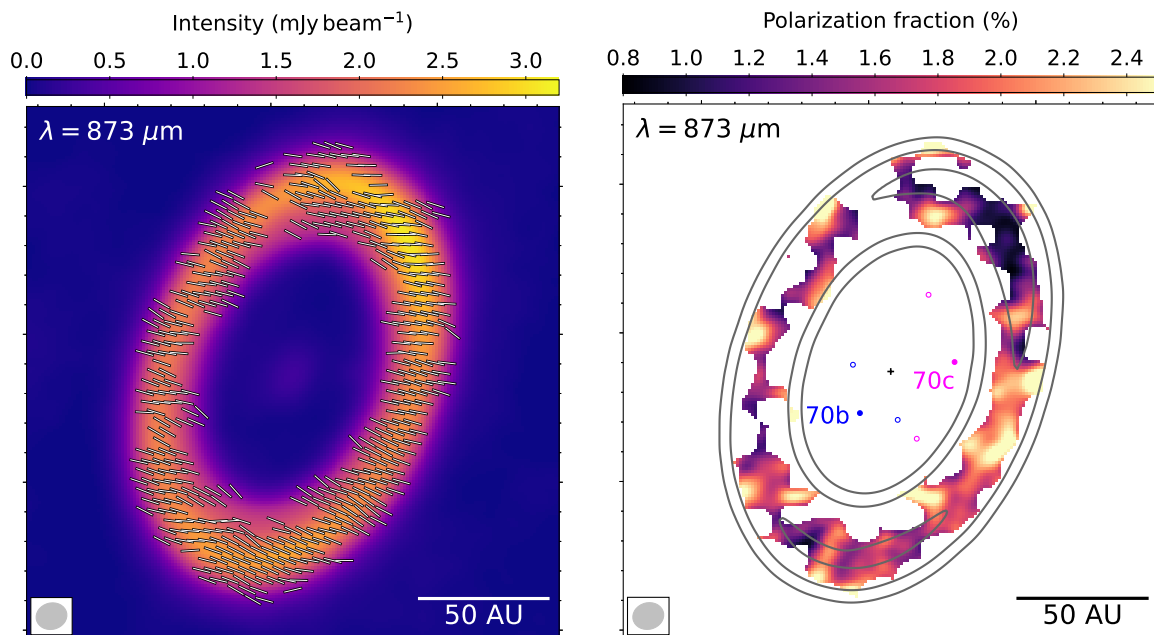 Intensity (mJy beam⁻¹)
0.0 0.5 1.0 1.5 2.0 2.5 3.0
λ = 873 μm
50 AU
Polarization fraction (%)
0.8 1.0 1.2 1.4 1.6 1.8 2.0 2.2 2.4
λ = 873 μm
70c
70b
50 AU